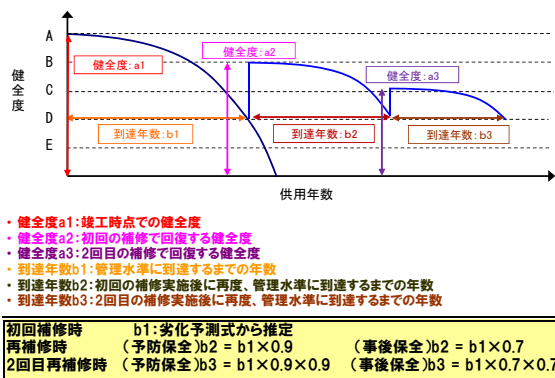 A
B
C
D
E
健全度
健全度:a1
健全度:a2
健全度:a3
到達年数:b1
到達年数:b2
到達年数:b3
供用年数
・健全度a1:竣工時点での健全度
・健全度a2:初回の補修で回復する健全度
・健全度a3:2回目の補修で回復する健全度
・到達年数b1:管理水準に到達するまでの年数
・到達年数b2:初回の補修実施後に再度、管理水準に到達するまでの年数
・到達年数b3:2回目の補修実施後に再度、管理水準に到達するまでの年数
初回補修時 b1:劣化予測式から推定
再補修時 (予防保全)b2 = b1×0.9 (事後保全)b2 = b1×0.7
2回目再補修時 (予防保全)b3 = b1×0.9×0.9 (事後保全)b3 = b1×0.7×0.7